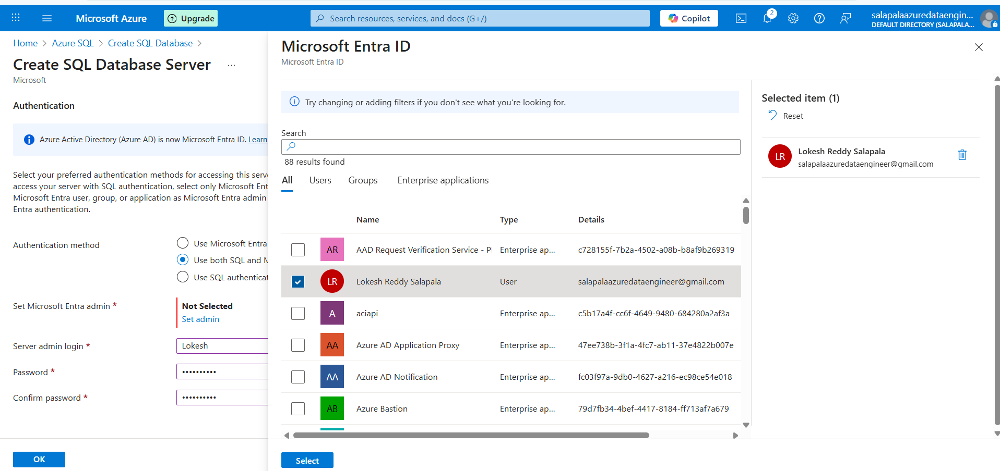 Microsoft Azure
Upgrade
Search resources, services, and docs (G+/)
Copilot
2
salapalaazuredataengin...
DEFAULT DIRECTORY (SALAPALA...
Home > Azure SQL > Create SQL Database >
Create SQL Database Server
...
Microsoft
Authentication
Azure Active Directory (Azure AD) is now Microsoft Entra ID. Learn
Select your preferred authentication methods for accessing this serve
access your server with SQL authentication, select only Microsoft Ent
Microsoft Entra user, group, or application as Microsoft Entra admin
Entra authentication.
Authentication method
Use Microsoft Entra-
Use both SQL and M
Use SQL authenticat
Set Microsoft Entra admin *
Not Selected
Set admin
Server admin login *
Lokesh
Password *
••••••••••
Confirm password *
••••••••••
OK
Microsoft Entra ID
Microsoft Entra ID
Try changing or adding filters if you don't see what you're looking for.
Search
88 results found
All Users Groups Enterprise applications
Name Type Details
AR AAD Request Verification Service - PI Enterprise ap... c728155f-7b2a-4502-a08b-b8af9b269319
LR Lokesh Reddy Salapala User salapalaazuredataengineer@gmail.com
A aciapi Enterprise ap... c5b17a4f-cc6f-4649-9480-684280a2af3a
AA Azure AD Application Proxy Enterprise ap... 47ee738b-3f1a-4fc7-ab11-37e4822b007e
AA Azure AD Notification Enterprise ap... fc03f97a-9db0-4627-a216-ec98ce54e018
AB Azure Bastion Enterprise ap... 79d7fb34-4bef-4417-8184-ff713af7a679
Select
Selected item (1)
Reset
LR
Lokesh Reddy Salapala
salapalaazuredataengineer@gmail.com